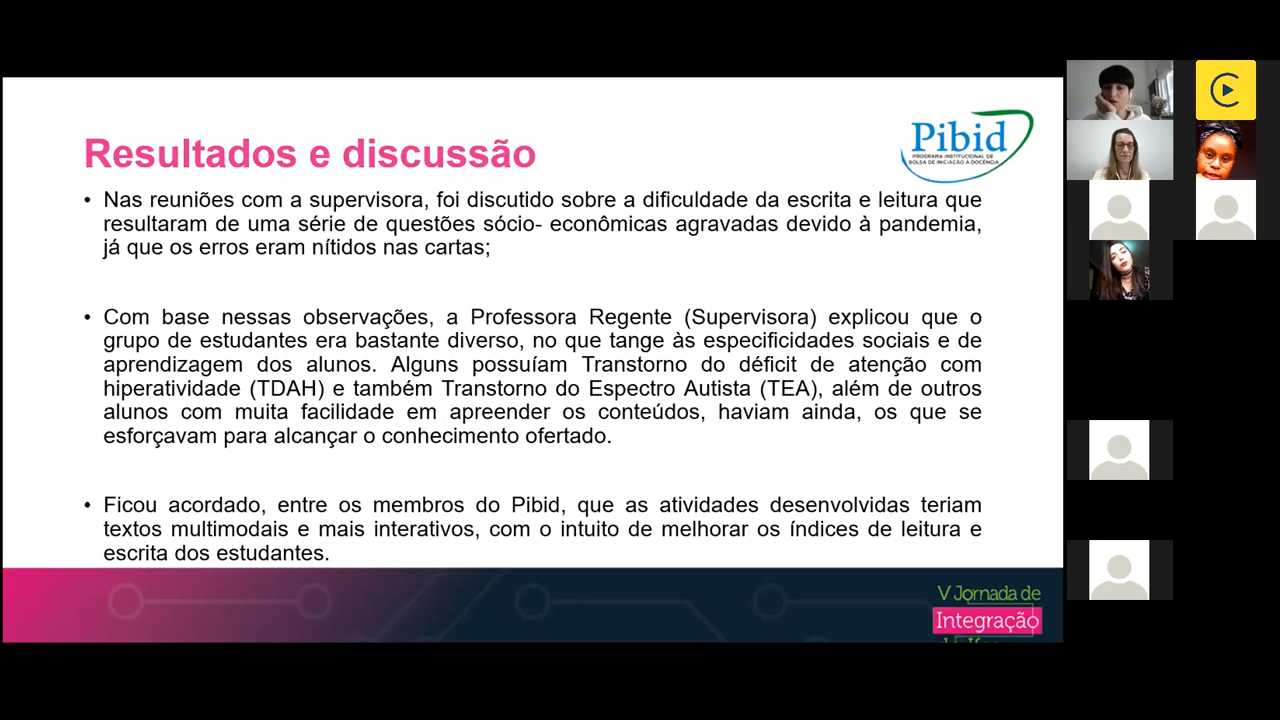 Resultados e discussão
Pibid
PROGRAMA INSTITUCIONAL DE
BOLSA DE INICIAÇÃO À DOCÊNCIA
• Nas reuniões com a supervisora, foi discutido sobre a dificuldade da escrita e leitura que
resultaram de uma série de questões sócio- econômicas agravadas devido à pandemia,
já que os erros eram nítidos nas cartas;
• Com base nessas observações, a Professora Regente (Supervisora) explicou que o
grupo de estudantes era bastante diverso, no que tange às especificidades sociais e de
aprendizagem dos alunos. Alguns possuíam Transtorno do déficit de atenção com
hiperatividade (TDAH) e também Transtorno do Espectro Autista (TEA), além de outros
alunos com muita facilidade em apreender os conteúdos, haviam ainda, os que se
esforçavam para alcançar o conhecimento ofertado.
• Ficou acordado, entre os membros do Pibid, que as atividades desenvolvidas teriam
textos multimodais e mais interativos, com o intuito de melhorar os índices de leitura e
escrita dos estudantes.
V Jornada de
Integração